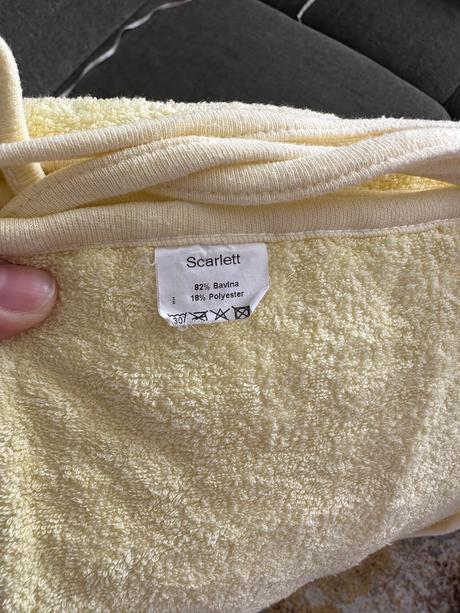 Scarlett
82% Bavlna
18% Polyester
30